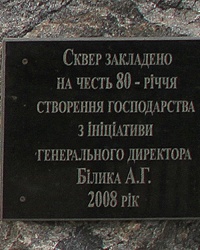 Сквер закладено
на честь 80 - річчя
створення господарства
з ініціативи
генерального директора
Білика А.Г.
2008 рік